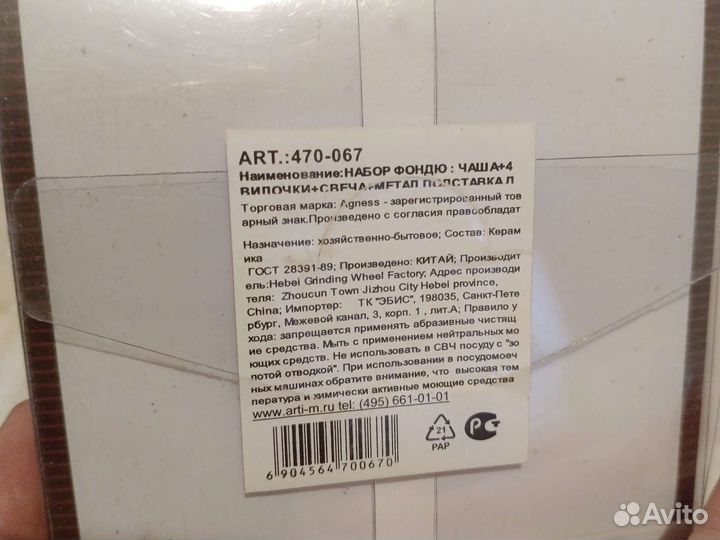 ART.:470-067
Наименование:НАБОР ФОНДЮ : ЧАША+4
ВИЛОЧКИ+СВЕЧА+МЕТАЛ.ПОДСТАВКА Д
Торговая марка: Agness - зарегистрированный тов
арный знак.Произведено с согласия правообладат
Назначение: хозяйственно-бытовое; Состав: Керам
ика
ГОСТ 28391-89; Произведено: КИТАЙ; Производит
ель:Hebei Grinding Wheel Factory; Адрес производи
теля: Zhoucun Town Jizhou City Hebei province,
China; Импортер: ТК "ЭБИС", 198035, Санкт-Пете
рбург, Межевой канал, 3, корп. 1 , лит.А; Правило у
хода: запрещается применять абразивные чистящ
ие средства. Мыть с применением нейтральных мо
ющих средств. Не использовать в СВЧ посуду с "зо
лотой отводкой". При использовании в посудомоеч
ных машинах обратите внимание, что высокая тем
пература и химически активные моющие средства
www.arti-m.ru tel: (495) 661-01-01
6 904564 700670
21
PAP
РС
Avito